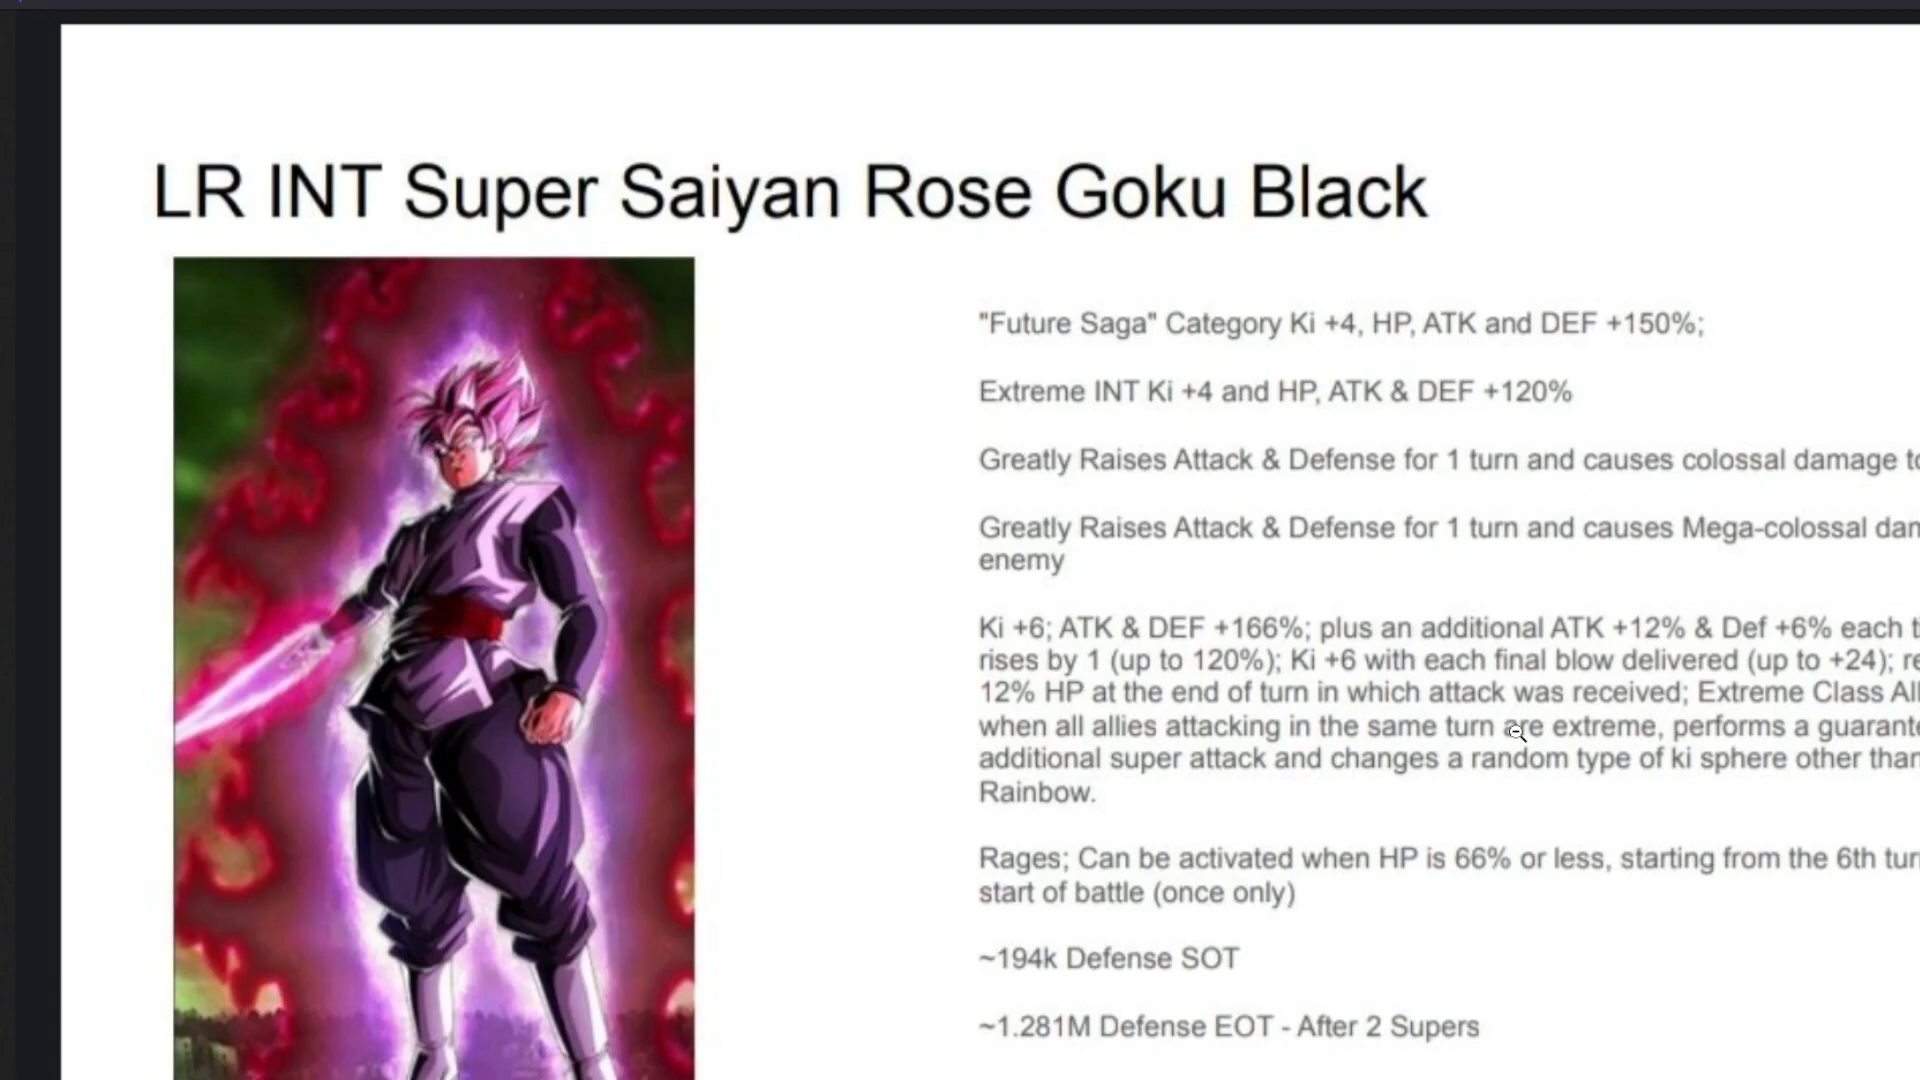 LR INT Super Saiyan Rose Goku Black
"Future Saga" Category Ki +4, HP, ATK and DEF +150%;
Extreme INT Ki +4 and HP, ATK & DEF +120%
Greatly Raises Attack & Defense for 1 turn and causes colossal damage
Greatly Raises Attack & Defense for 1 turn and causes Mega-colossal
enemy
Ki +6; ATK & DEF +166%; plus an additional ATK +12% & Def +6% each
rises by 1 (up to 120%); Ki +6 with each final blow delivered (up to +24);
12% HP at the end of turn in which attack was received; Extreme Class
when all allies attacking in the same turn are extreme, performs a
additional super attack and changes a random type of ki sphere other
Rainbow.
Rages; Can be activated when HP is 66% or less, starting from the 6th
start of battle (once only)
~194k Defense SOT
~1.281M Defense EOT - After 2 Supers